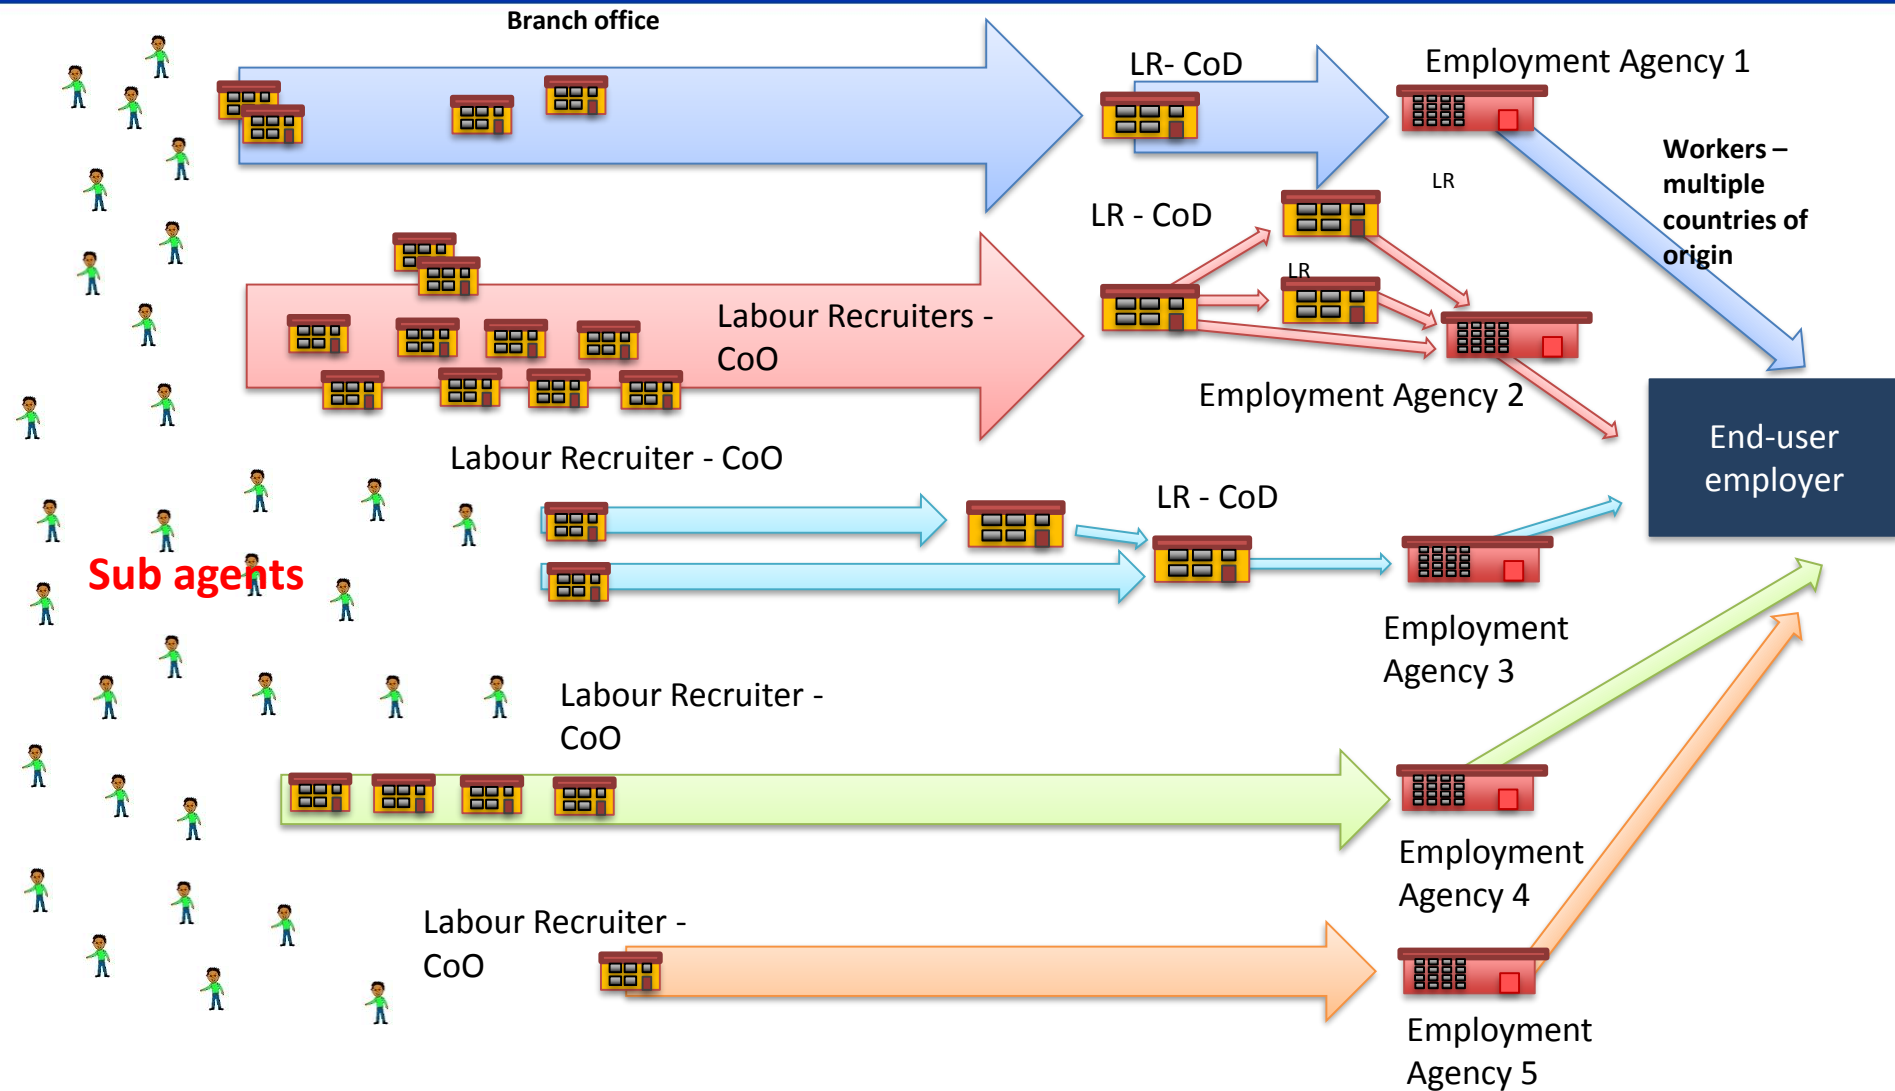 Branch office
LR- CoD
Employment Agency 1
Workers –
multiple
countries of
origin
LR
LR - CoD
LR
Labour Recruiters -
CoO
Employment Agency 2
End-user
employer
Labour Recruiter - CoO
LR - CoD
Sub agents
Employment
Agency 3
Labour Recruiter -
CoO
Employment
Agency 4
Labour Recruiter -
CoO
Employment
Agency 5